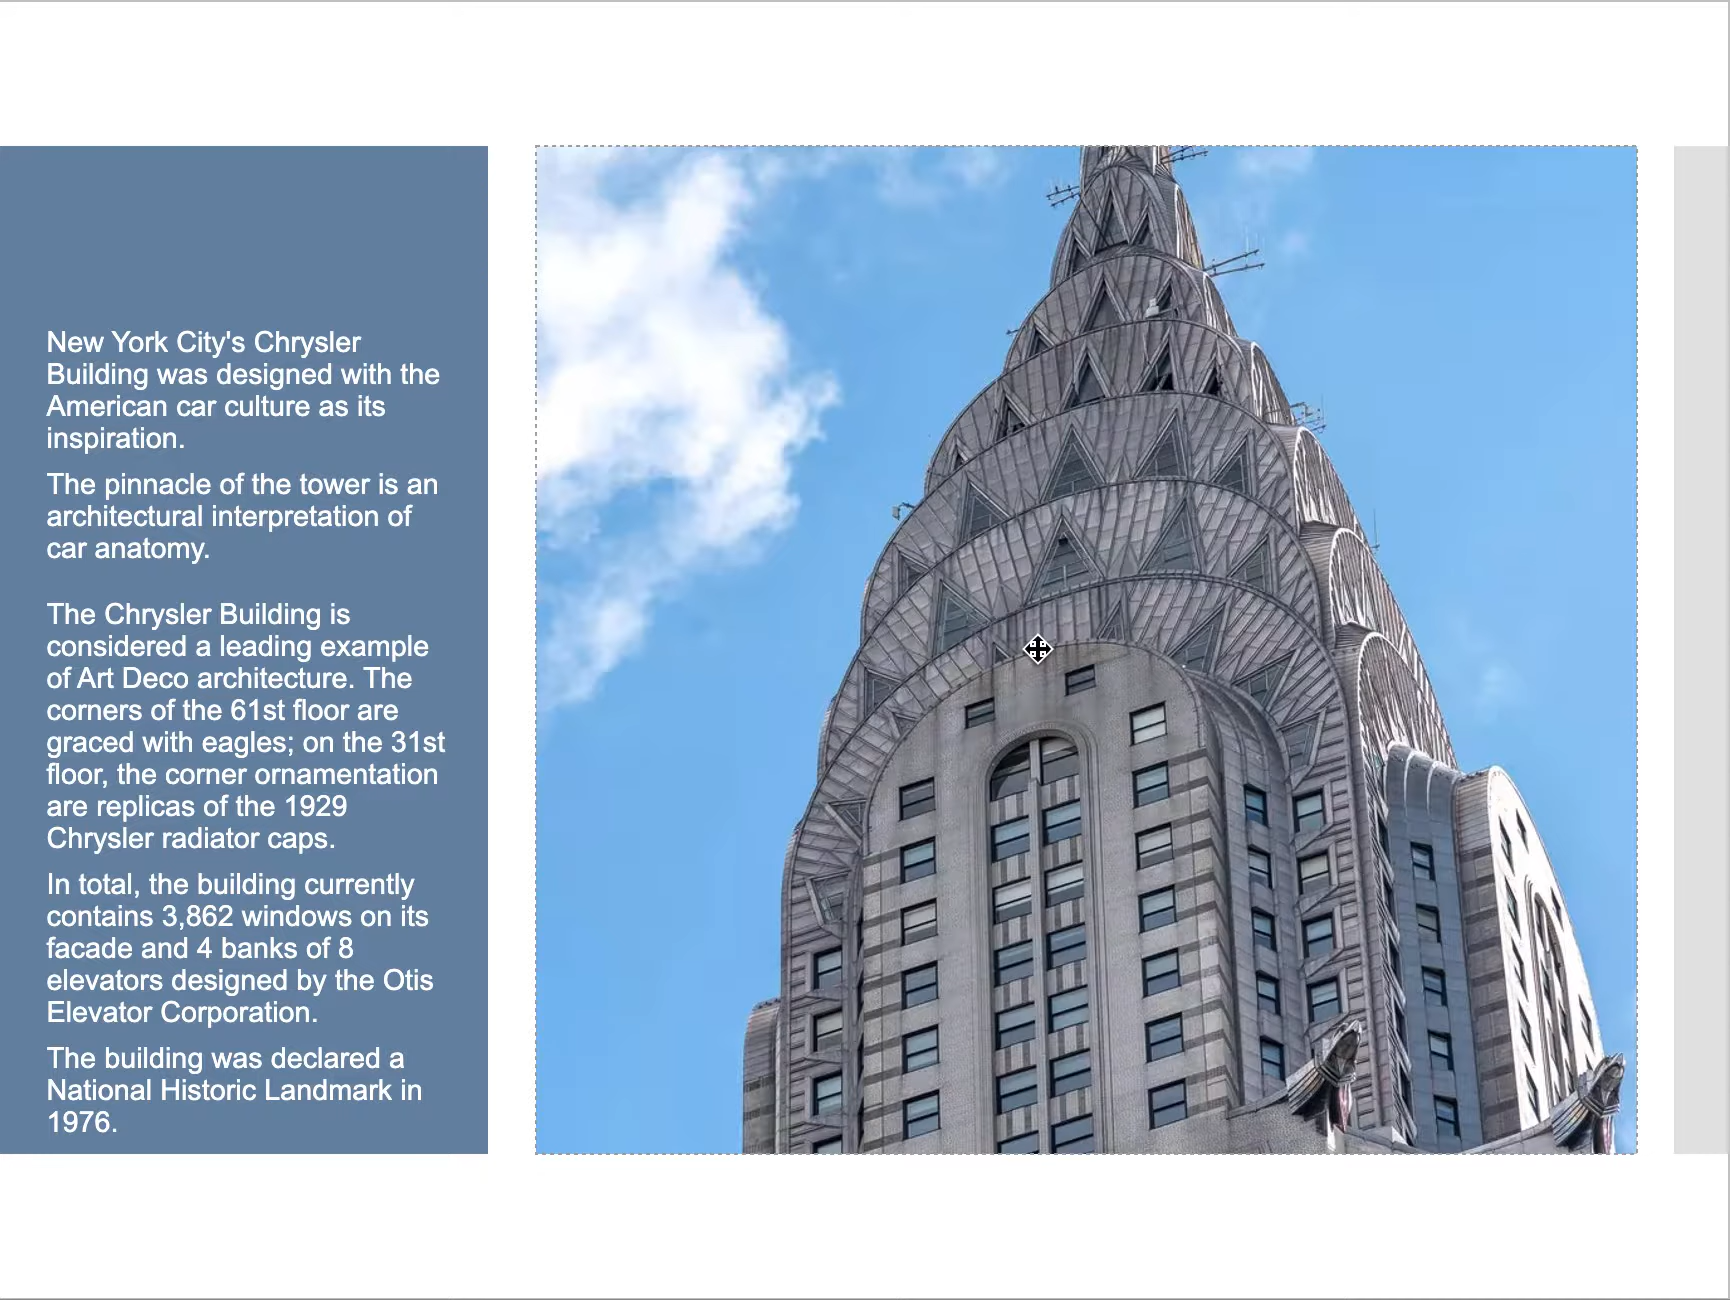 New York City's Chrysler
Building was designed with the
American car culture as its
inspiration.
The pinnacle of the tower is an
architectural interpretation of
car anatomy.
The Chrysler Building is
considered a leading example
of Art Deco architecture. The
corners of the 61st floor are
graced with eagles; on the 31st
floor, the corner ornamentation
are replicas of the 1929
Chrysler radiator caps.
In total, the building currently
contains 3,862 windows on its
facade and 4 banks of 8
elevators designed by the Otis
Elevator Corporation.
The building was declared a
National Historic Landmark in
1976.